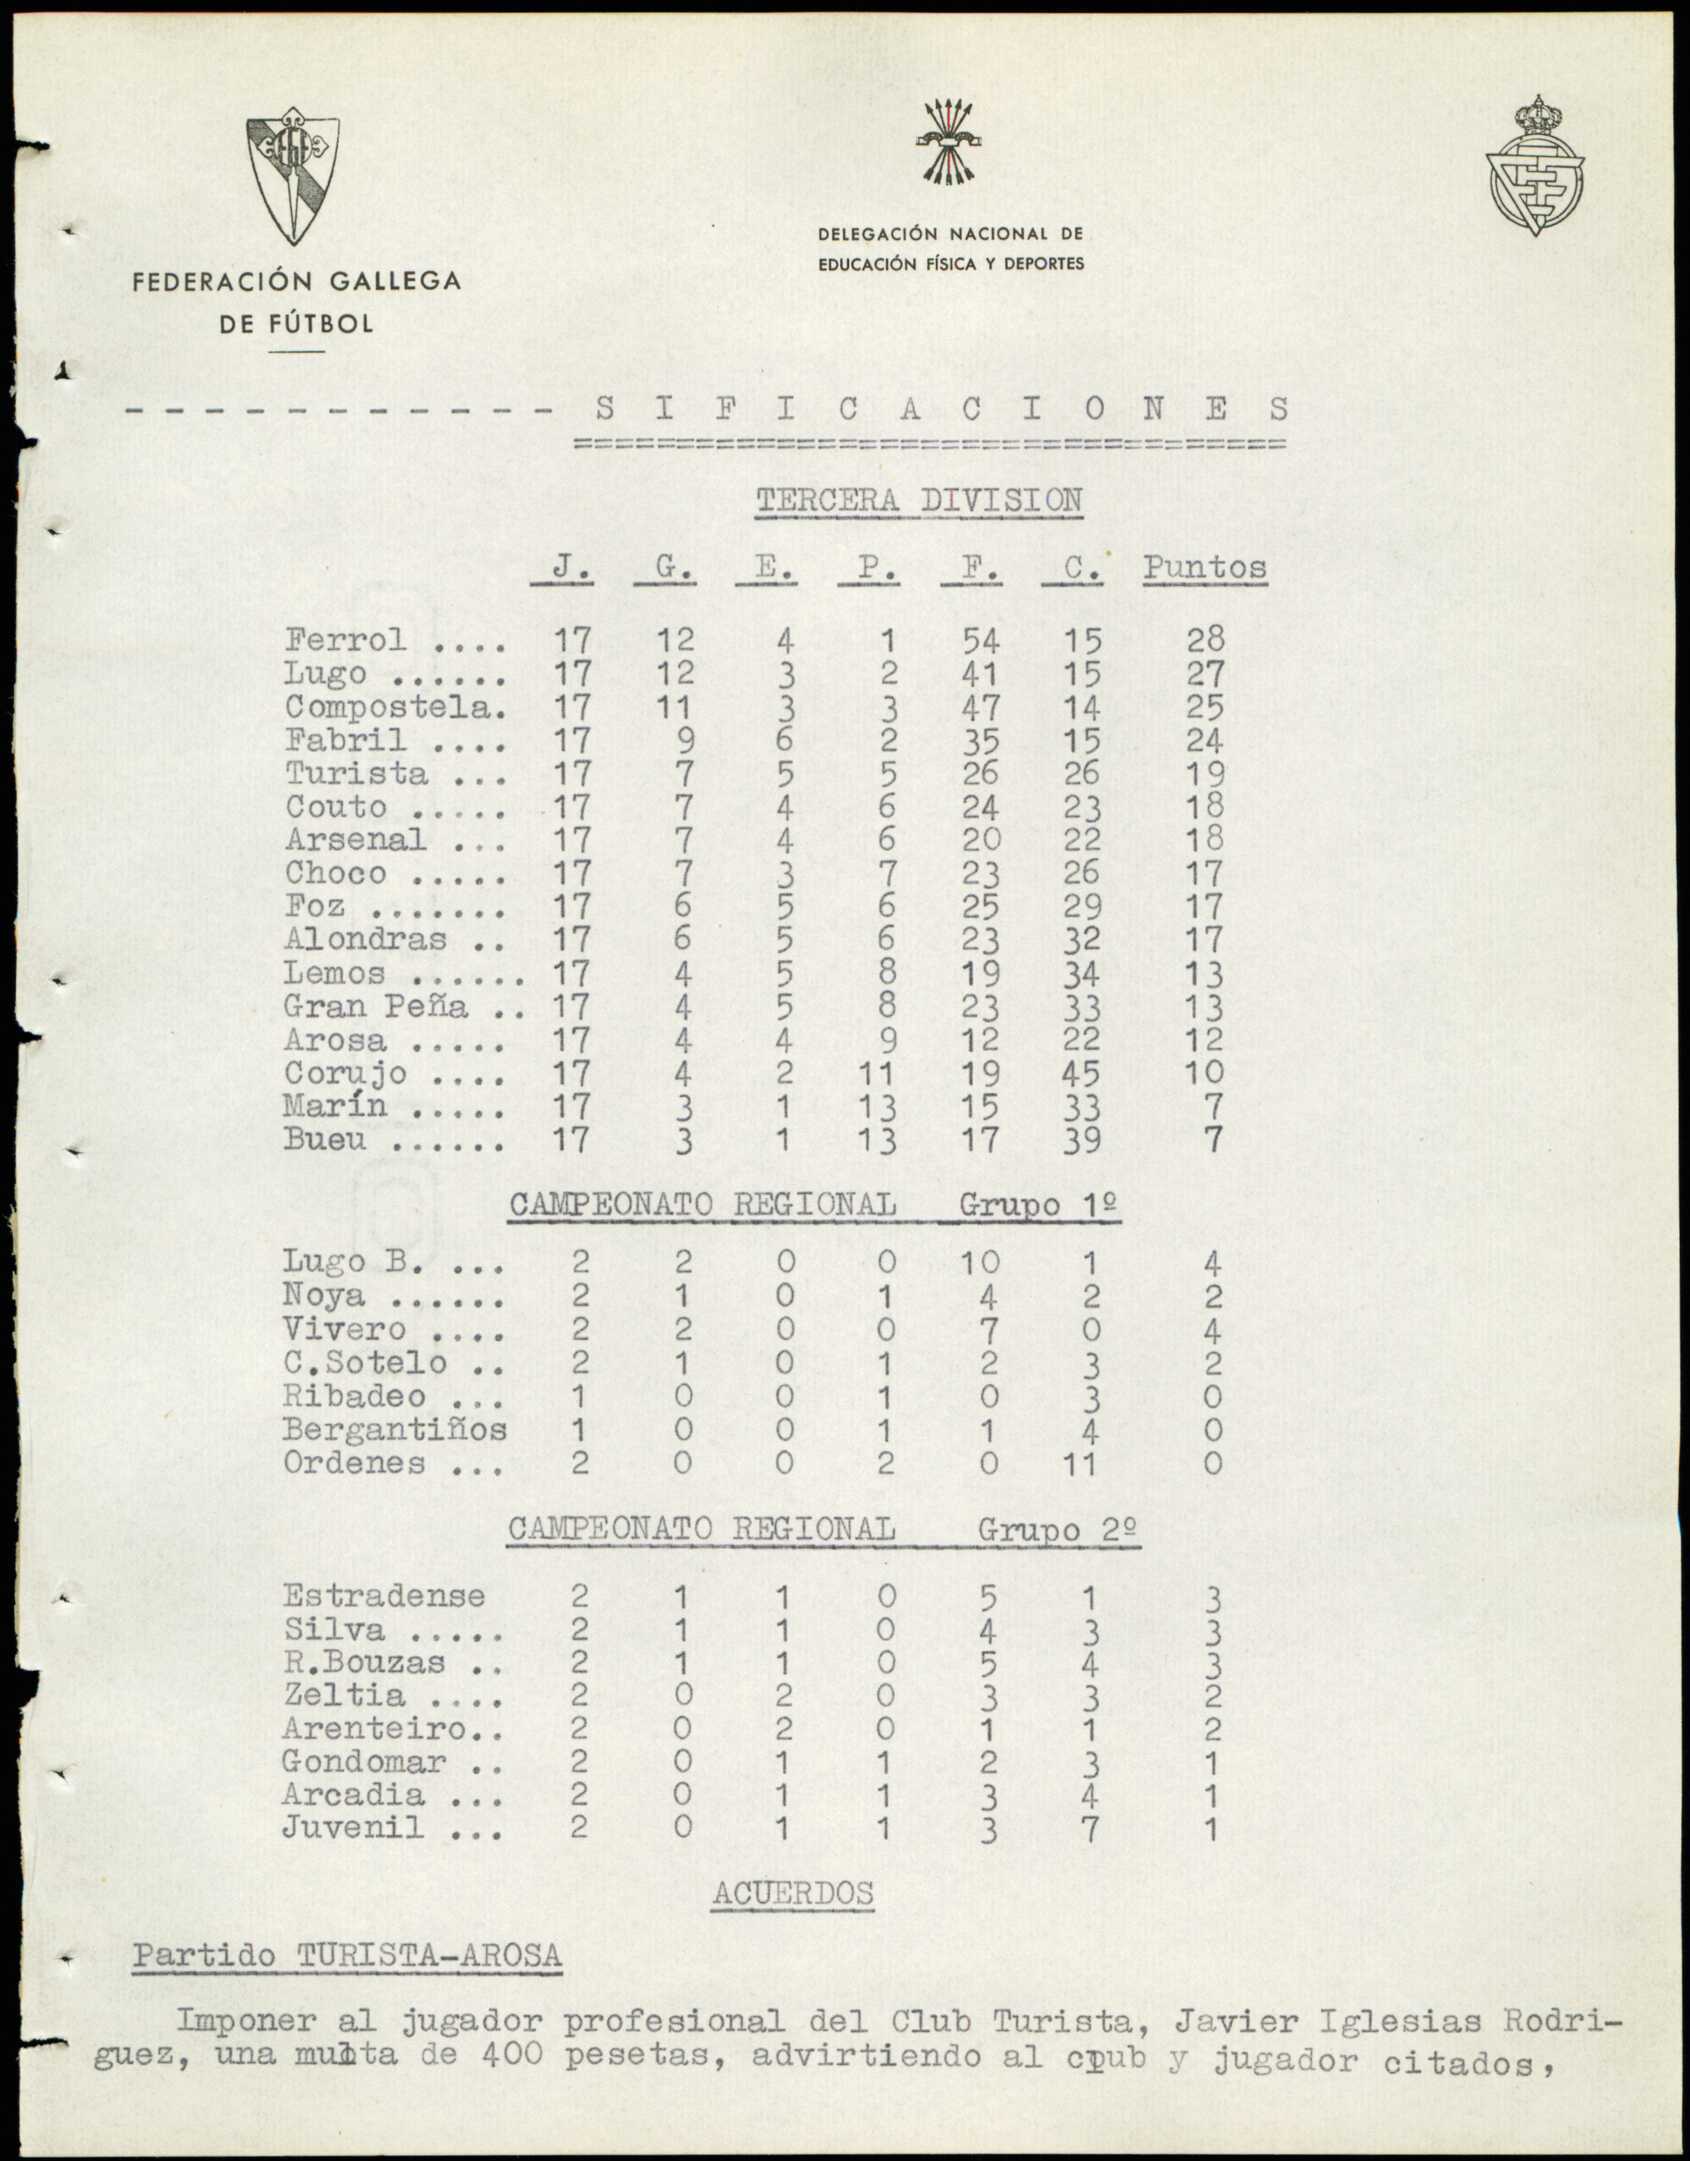 FEDERACIÓN GALLEGA
DE FÚTBOL
DELEGACIÓN NACIONAL DE
EDUCACIÓN FÍSICA Y DEPORTES
- - - - - - - - - - - S I F I C A C I O N E S
===================================
TERCERA DIVISION
J. G. E. P. F. C. Puntos
Ferrol .... 17 12 4 1 54 15 28
Lugo ...... 17 12 3 2 41 15 27
Compostela. 17 11 3 3 47 14 25
Fabril .... 17 9 6 2 35 15 24
Turista ... 17 7 5 5 26 26 19
Couto ..... 17 7 4 6 24 23 18
Arsenal ... 17 7 4 6 20 22 18
Choco ..... 17 7 3 7 23 26 17
Foz ....... 17 6 5 6 25 29 17
Alondras .. 17 6 5 6 23 32 17
Lemos ...... 17 4 5 8 19 34 13
Gran Peña .. 17 4 5 8 23 33 13
Arosa ..... 17 4 4 9 12 22 12
Corujo .... 17 4 2 11 19 45 10
Marín ..... 17 3 1 13 15 33 7
Bueu ...... 17 3 1 13 17 39 7
CAMPEONATO REGIONAL Grupo 1º
Lugo B. ... 2 2 0 0 10 1 4
Noya ...... 2 1 0 1 4 2 2
Vivero .... 2 2 0 0 7 0 4
C.Sotelo .. 2 1 0 1 2 3 2
Ribadeo ... 1 0 0 1 0 3 0
Bergantiños 1 0 0 1 1 4 0
Ordenes ... 2 0 0 2 0 11 0
CAMPEONATO REGIONAL Grupo 2º
Estradense 2 1 1 0 5 1 3
Silva ..... 2 1 1 0 4 3 3
R.Bouzas .. 2 1 1 0 5 4 3
Zeltia .... 2 0 2 0 3 3 2
Arenteiro.. 2 0 2 0 1 1 2
Gondomar .. 2 0 1 1 2 3 1
Arcadia ... 2 0 1 1 3 4 1
Juvenil ... 2 0 1 1 3 7 1
ACUERDOS
Partido TURISTA-AROSA
Imponer al jugador profesional del Club Turista, Javier Iglesias Rodri-
guez, una multa de 400 pesetas, advirtiendo al club y jugador citados,